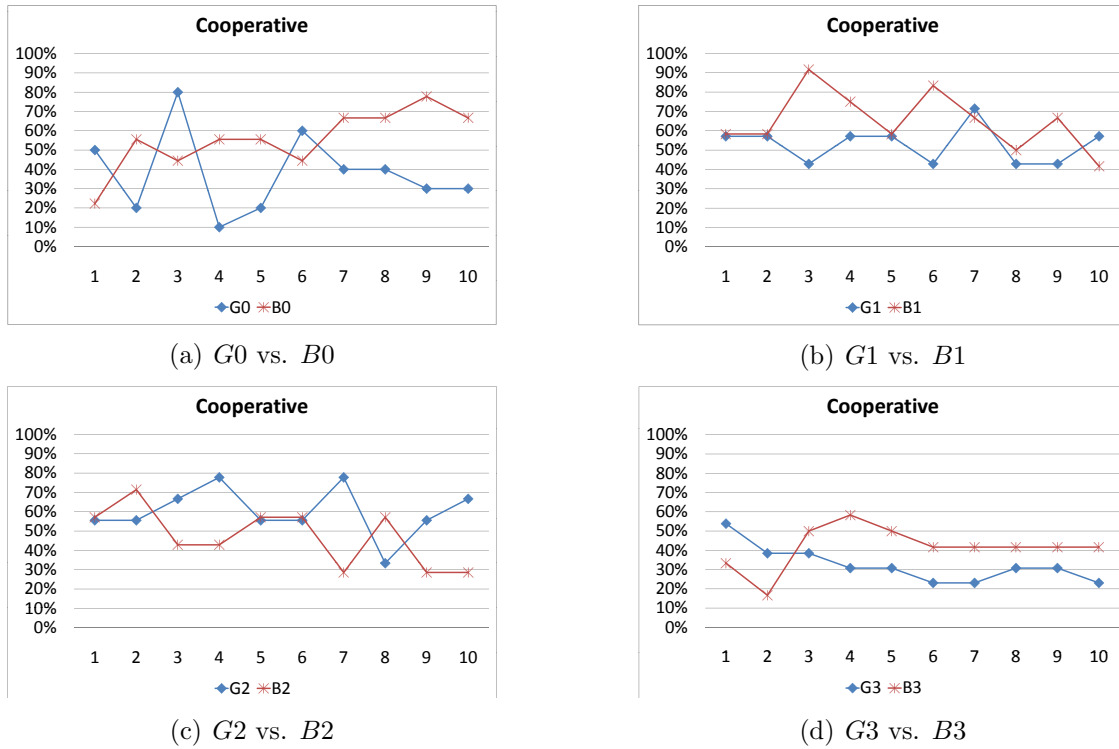 Cooperative
100%
90%
80%
70%
60%
50%
40%
30%
20%
10%
0%
1 2 3 4 5 6 7 8 9 10
G0 B0
(a) G0 vs. B0
Cooperative
100%
90%
80%
70%
60%
50%
40%
30%
20%
10%
0%
1 2 3 4 5 6 7 8 9 10
G1 B1
(b) G1 vs. B1
Cooperative
100%
90%
80%
70%
60%
50%
40%
30%
20%
10%
0%
1 2 3 4 5 6 7 8 9 10
G2 B2
(c) G2 vs. B2
Cooperative
100%
90%
80%
70%
60%
50%
40%
30%
20%
10%
0%
1 2 3 4 5 6 7 8 9 10
G3 B3
(d) G3 vs. B3